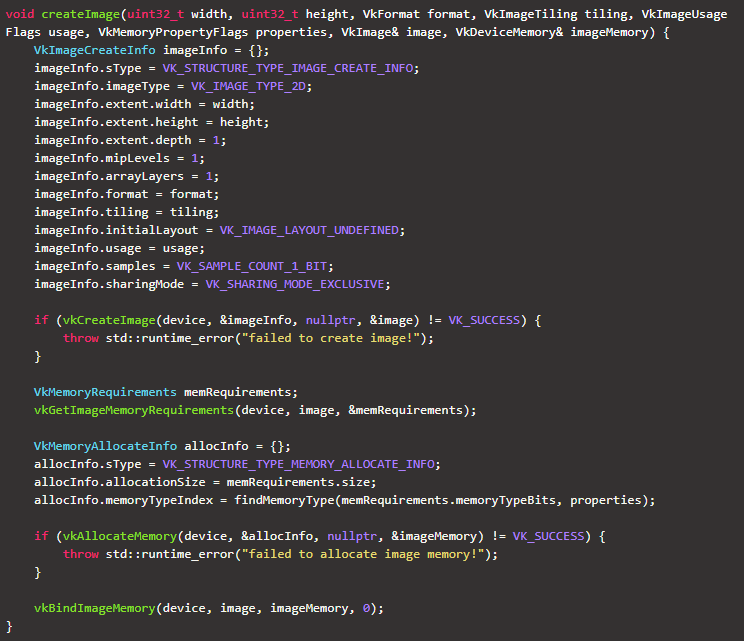 void createImage(uint32_t width, uint32_t height, VkFormat format, VkImageTiling tiling, VkImageUsage
Flags usage, VkMemoryPropertyFlags properties, VkImage& image, VkDeviceMemory& imageMemory) {
    VkImageCreateInfo imageInfo = {};
    imageInfo.sType = VK_STRUCTURE_TYPE_IMAGE_CREATE_INFO;
    imageInfo.imageType = VK_IMAGE_TYPE_2D;
    imageInfo.extent.width = width;
    imageInfo.extent.height = height;
    imageInfo.extent.depth = 1;
    imageInfo.mipLevels = 1;
    imageInfo.arrayLayers = 1;
    imageInfo.format = format;
    imageInfo.tiling = tiling;
    imageInfo.initialLayout = VK_IMAGE_LAYOUT_UNDEFINED;
    imageInfo.usage = usage;
    imageInfo.samples = VK_SAMPLE_COUNT_1_BIT;
    imageInfo.sharingMode = VK_SHARING_MODE_EXCLUSIVE;

    if (vkCreateImage(device, &imageInfo, nullptr, &image) != VK_SUCCESS) {
        throw std::runtime_error("failed to create image!");
    }

    VkMemoryRequirements memRequirements;
    vkGetImageMemoryRequirements(device, image, &memRequirements);

    VkMemoryAllocateInfo allocInfo = {};
    allocInfo.sType = VK_STRUCTURE_TYPE_MEMORY_ALLOCATE_INFO;
    allocInfo.allocationSize = memRequirements.size;
    allocInfo.memoryTypeIndex = findMemoryType(memRequirements.memoryTypeBits, properties);

    if (vkAllocateMemory(device, &allocInfo, nullptr, &imageMemory) != VK_SUCCESS) {
        throw std::runtime_error("failed to allocate image memory!");
    }

    vkBindImageMemory(device, image, imageMemory, 0);
}